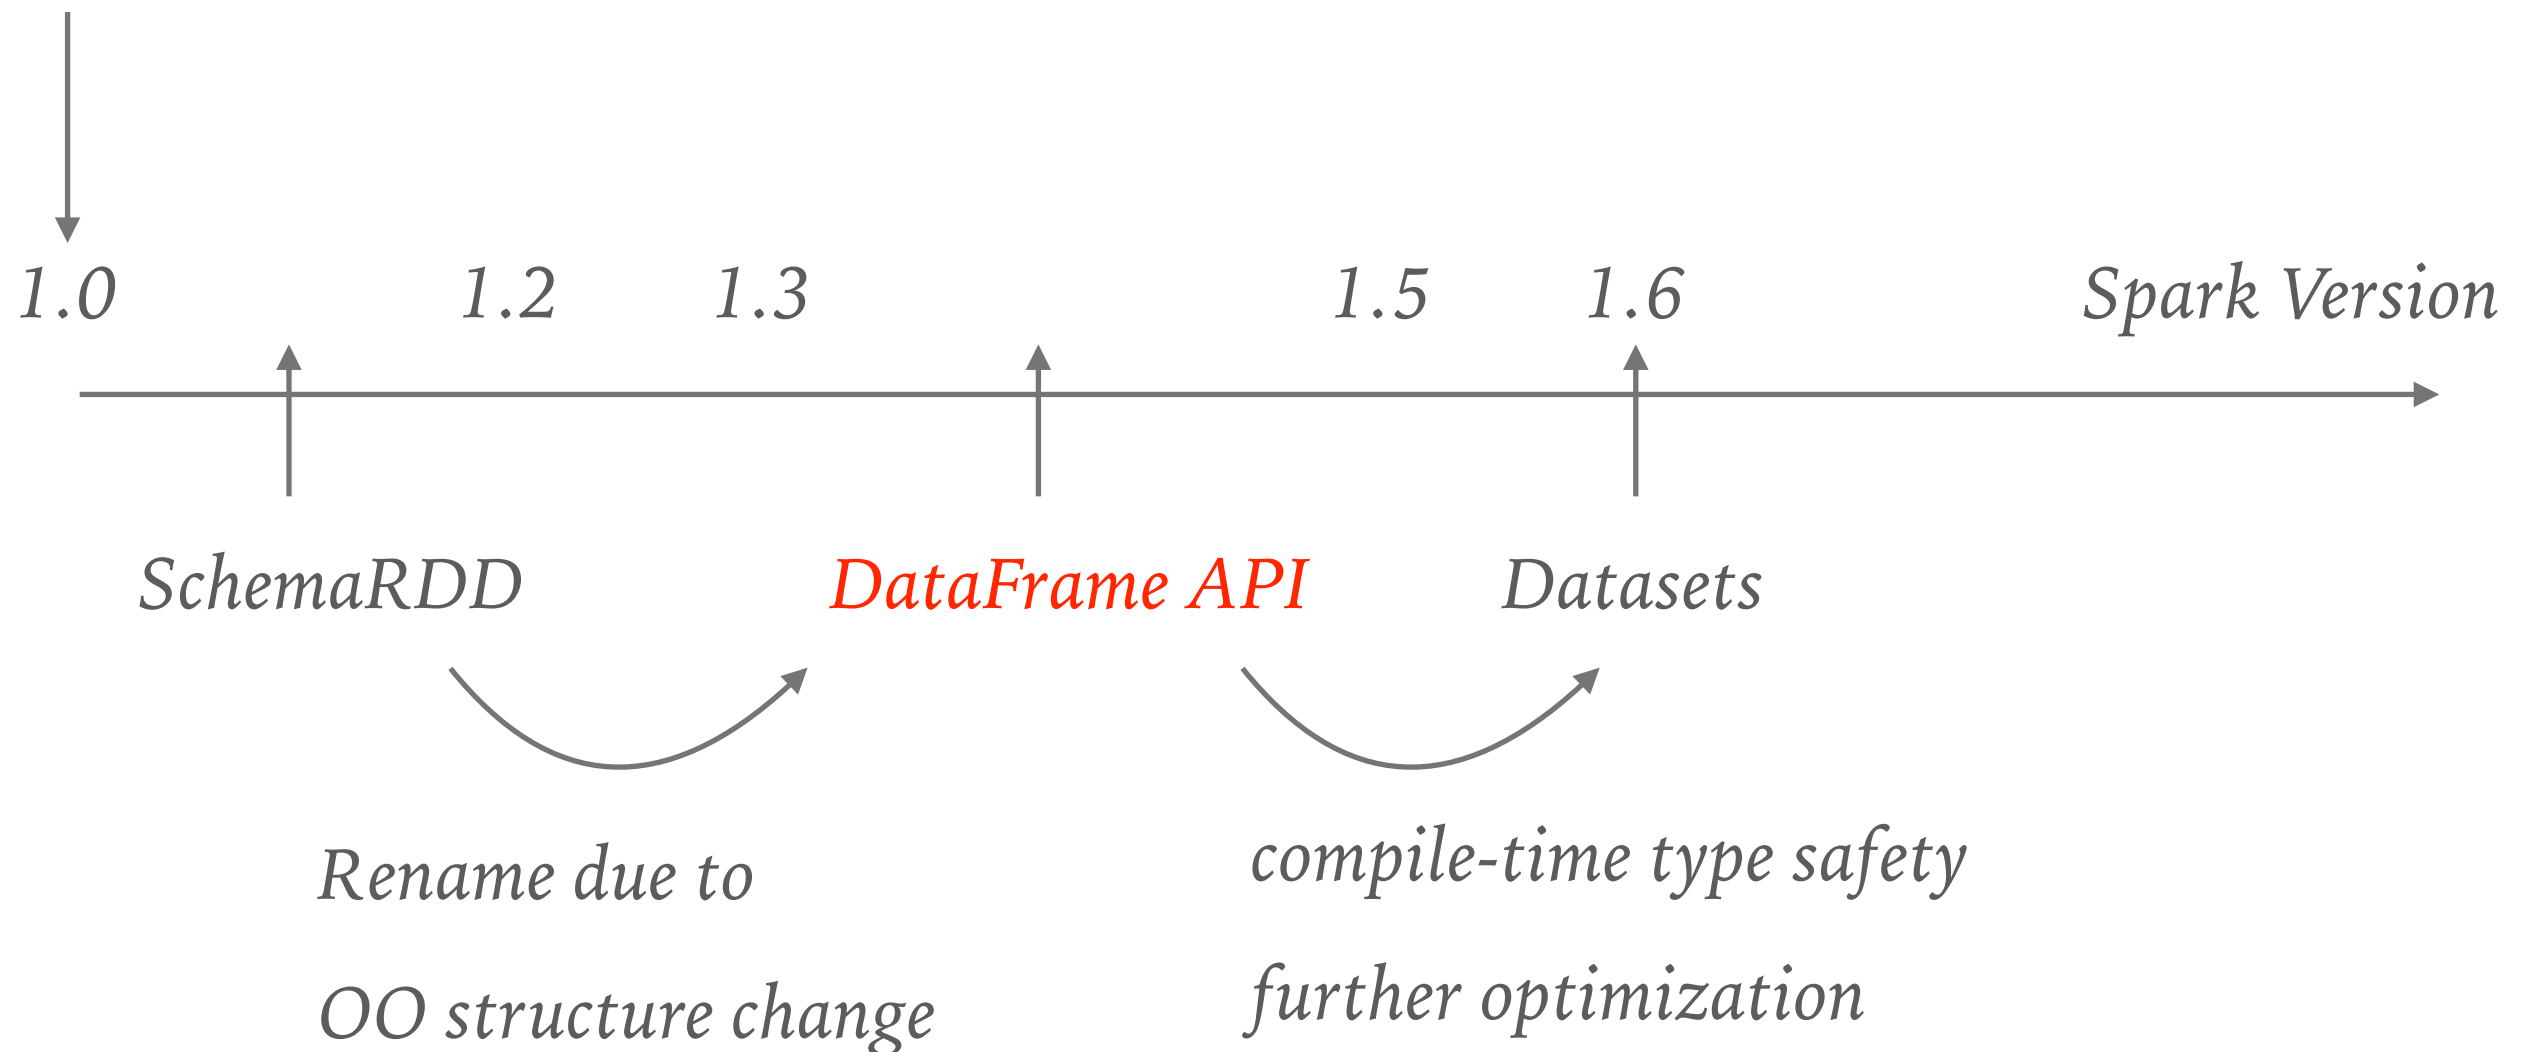 1.0 1.2 1.3 1.5 1.6 Spark Version
SchemaRDD DataFrame API Datasets
Rename due to
OO structure change
compile-time type safety
further optimization